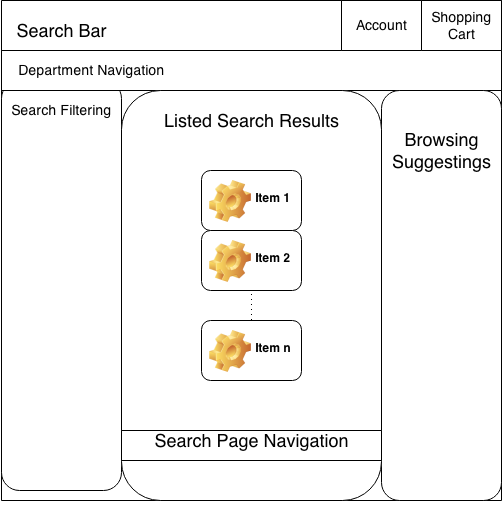 Search Bar
Account
Shopping
Cart
Department Navigation
Search Filtering
Listed Search Results
Browsing
Suggestings
Item 1
Item 2
Item n
Search Page Navigation